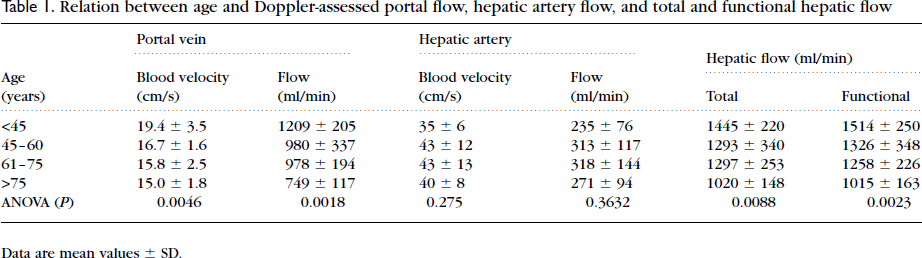 Table 1. Relation between age and Doppler-assessed portal flow, hepatic artery flow, and total and functional hepatic flow
Portal vein Hepatic artery
Hepatic flow (ml/min)
Age Blood velocity Flow Blood velocity Flow
(years) (cm/s) (ml/min) (cm/s) (ml/min) Total Functional
<45 19.4 ± 3.5 1209 ± 205 35 ± 6 235 ± 76 1445 ± 220 1514 ± 250
45–60 16.7 ± 1.6 980 ± 337 43 ± 12 313 ± 117 1293 ± 340 1326 ± 348
61–75 15.8 ± 2.5 978 ± 194 43 ± 13 318 ± 144 1297 ± 253 1258 ± 226
>75 15.0 ± 1.8 749 ± 117 40 ± 8 271 ± 94 1020 ± 148 1015 ± 163
ANOVA (P) 0.0046 0.0018 0.275 0.3632 0.0088 0.0023
Data are mean values ± SD.